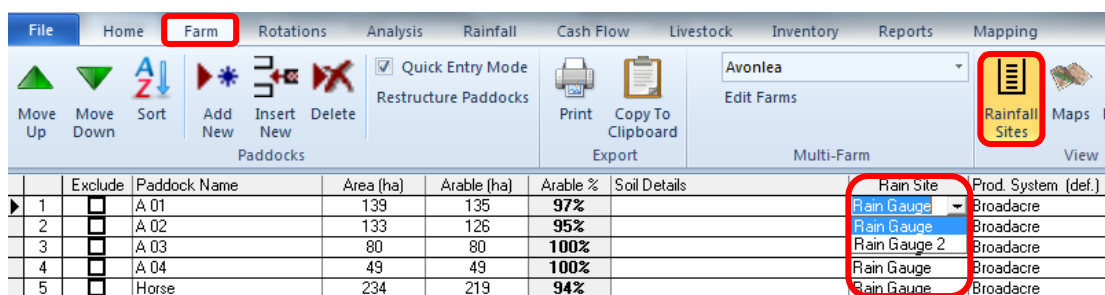 File Home Farm Rotations Analysis Rainfall Cash Flow Livestock Inventory Reports Mapping
Move Up
Move Down
Sort
Add New
Insert New
Delete
Quick Entry Mode
Restructure Paddocks
Paddocks
Print
Copy To Clipboard
Export
Avonlea
Edit Farms
Multi-Farm
Rainfall Sites
Maps
View
Exclude Paddock Name Area (ha) Arable (ha) Arable % Soil Details Rain Site Prod. System (def.)
1 A 01 139 135 97% Rain Gauge Broadacre
2 A 02 133 126 95% Rain Gauge Broadacre
3 A 03 80 80 100% Rain Gauge 2 Broadacre
4 A 04 49 49 100% Rain Gauge Broadacre
5 Horse 234 219 94% Rain Gauge Broadacre